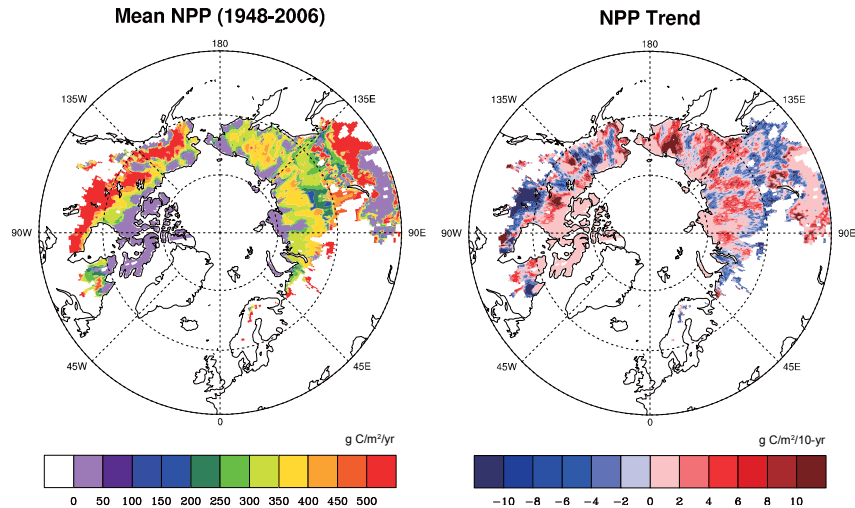 Mean NPP (1948-2006)
180
135W
135E
90W
90E
45W
45E
0
g C/m²/yr
0 50 100 150 200 250 300 350 400 450 500
NPP Trend
180
135W
135E
90W
90E
45W
45E
0
g C/m²/10-yr
−10 −8 −6 −4 −2 0 2 4 6 8 10